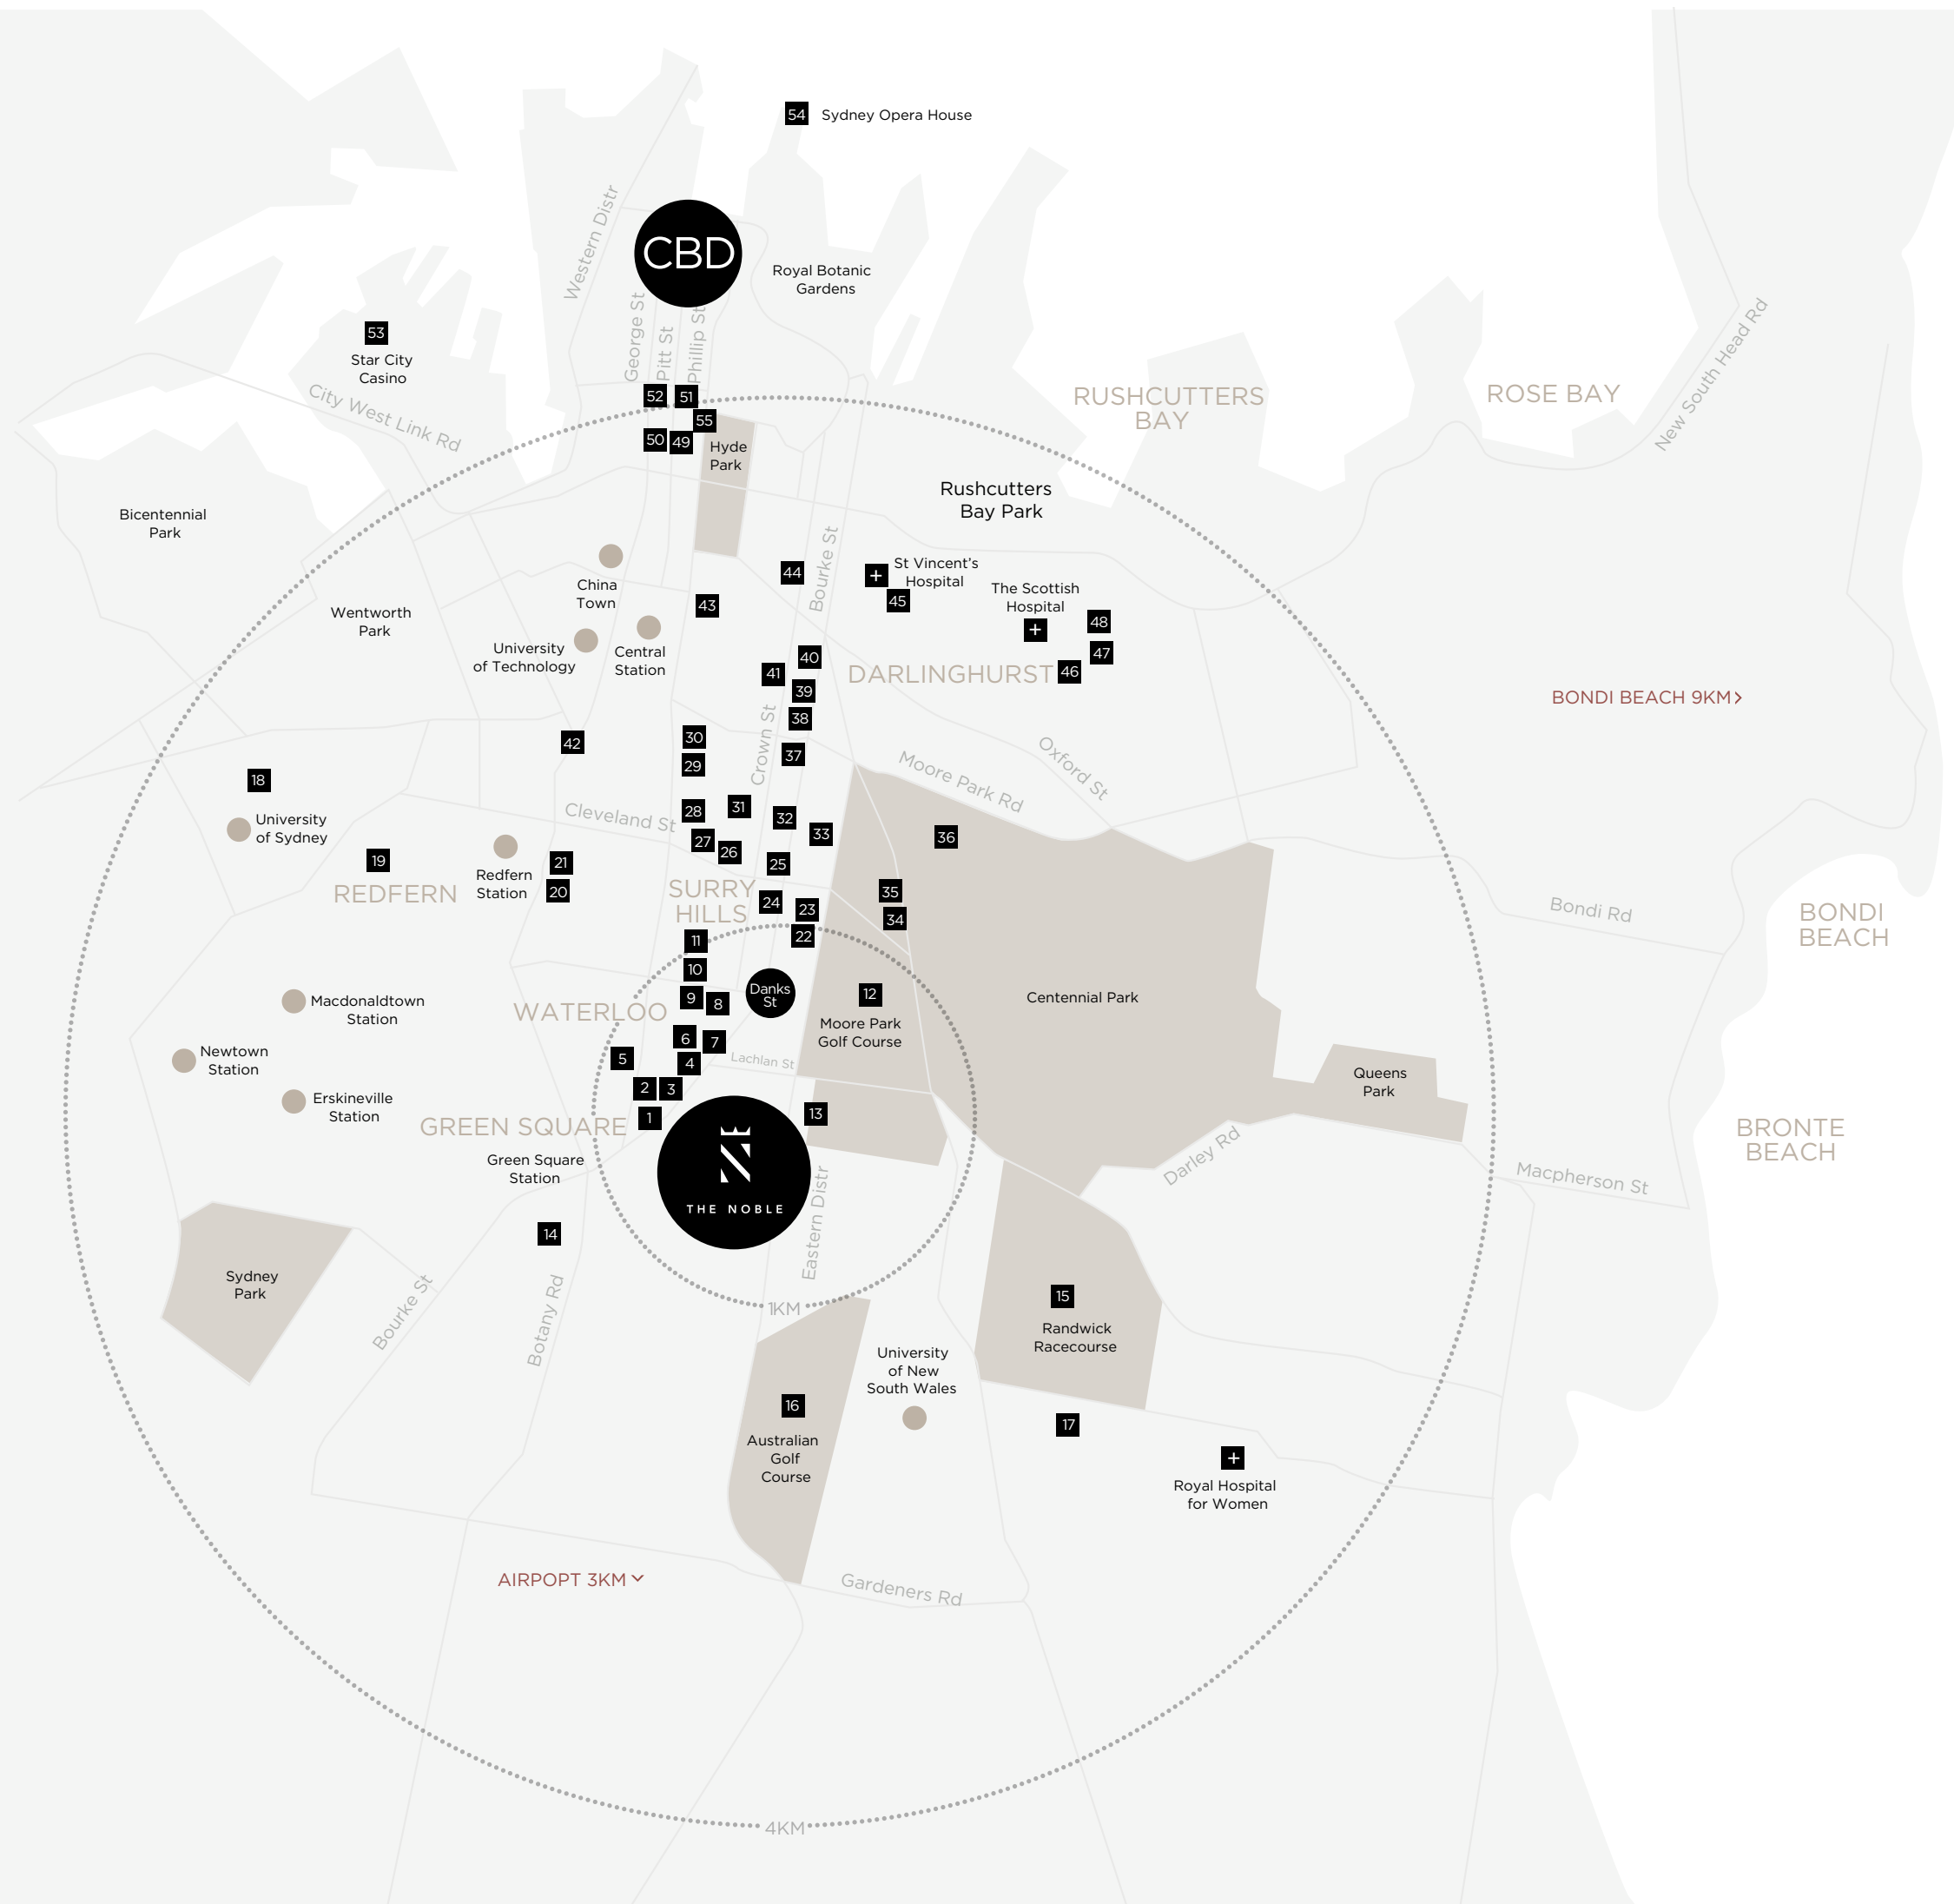 54 Sydney Opera House
Western Distr
CBD
Royal Botanic
Gardens
George St
Pitt St
Phillip St
53
Star City
Casino
City West Link Rd
52
51
55
50
49
Hyde
Park
RUSHCUTTERS
BAY
ROSE BAY
New South Head Rd
Rushcutters
Bay Park
Bicentennial
Park
Bourke St
China
Town
44
St Vincent's
Hospital
45
The Scottish
Hospital
43
48
47
46
Wentworth
Park
University
of Technology
Central
Station
40
41
39
38
DARLINGHURST
BONDI BEACH 9KM
42
30
29
Crown St
37
Moore Park Rd
Oxford St
18
University
of Sydney
Cleveland St
28
31
32
33
27
26
25
36
19
REDFERN
Redfern
Station
21
20
SURRY
HILLS
24
23
22
35
34
Bondi Rd
BONDI
BEACH
11
10
9
8
Danks
St
12
Moore Park
Golf Course
Centennial Park
Macdonaldtown
Station
WATERLOO
Newtown
Station
6
7
5
4
Lachlan St
Queens
Park
Erskineville
Station
2
3
1
13
GREEN SQUARE
Green Square
Station
THE NOBLE
Eastern Distr
Darley Rd
Macpherson St
BRONTE
BEACH
14
Sydney
Park
Bourke St
Botany Rd
1KM
15
Randwick
Racecourse
University
of New
South Wales
16
Australian
Golf
Course
17
Royal Hospital
for Women
AIRPOPT 3KM
Gardeners Rd
4KM